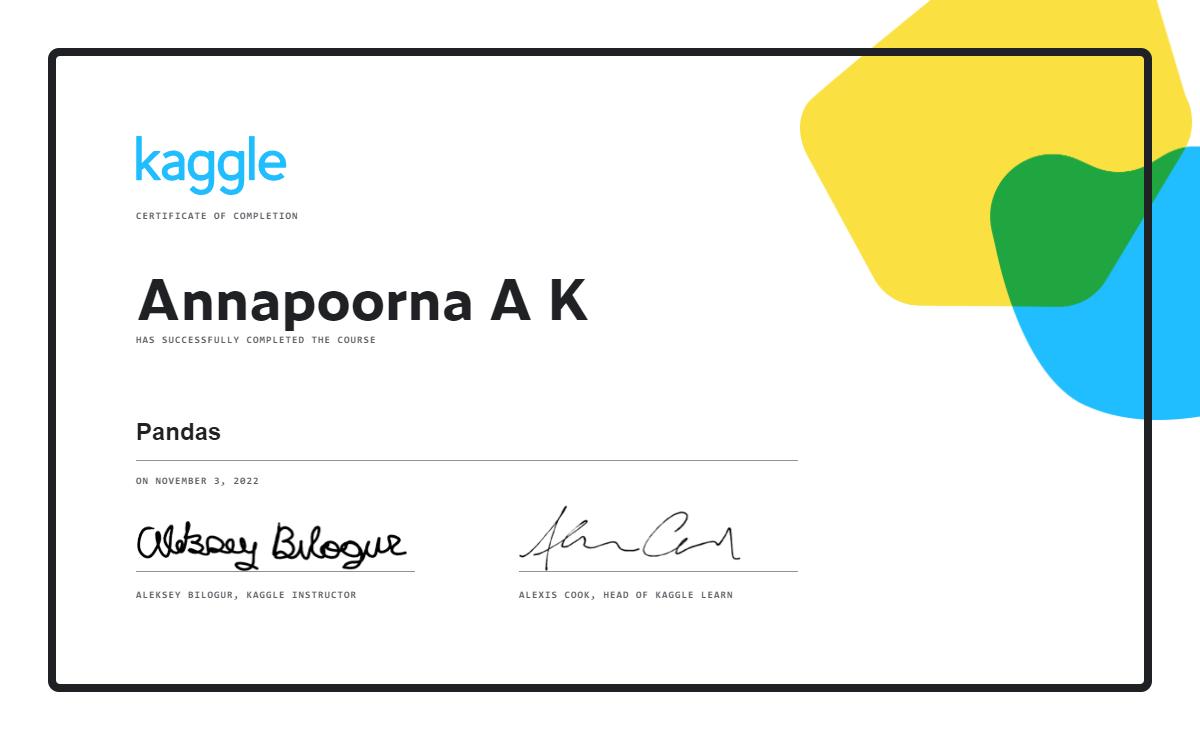 kaggle
CERTIFICATE OF COMPLETION
Annapoorna A K
HAS SUCCESSFULLY COMPLETED THE COURSE
Pandas
ON NOVEMBER 3, 2022
Aleksey Bilogur
ALEKSEY BILOGUR, KAGGLE INSTRUCTOR
ALEXIS COOK, HEAD OF KAGGLE LEARN